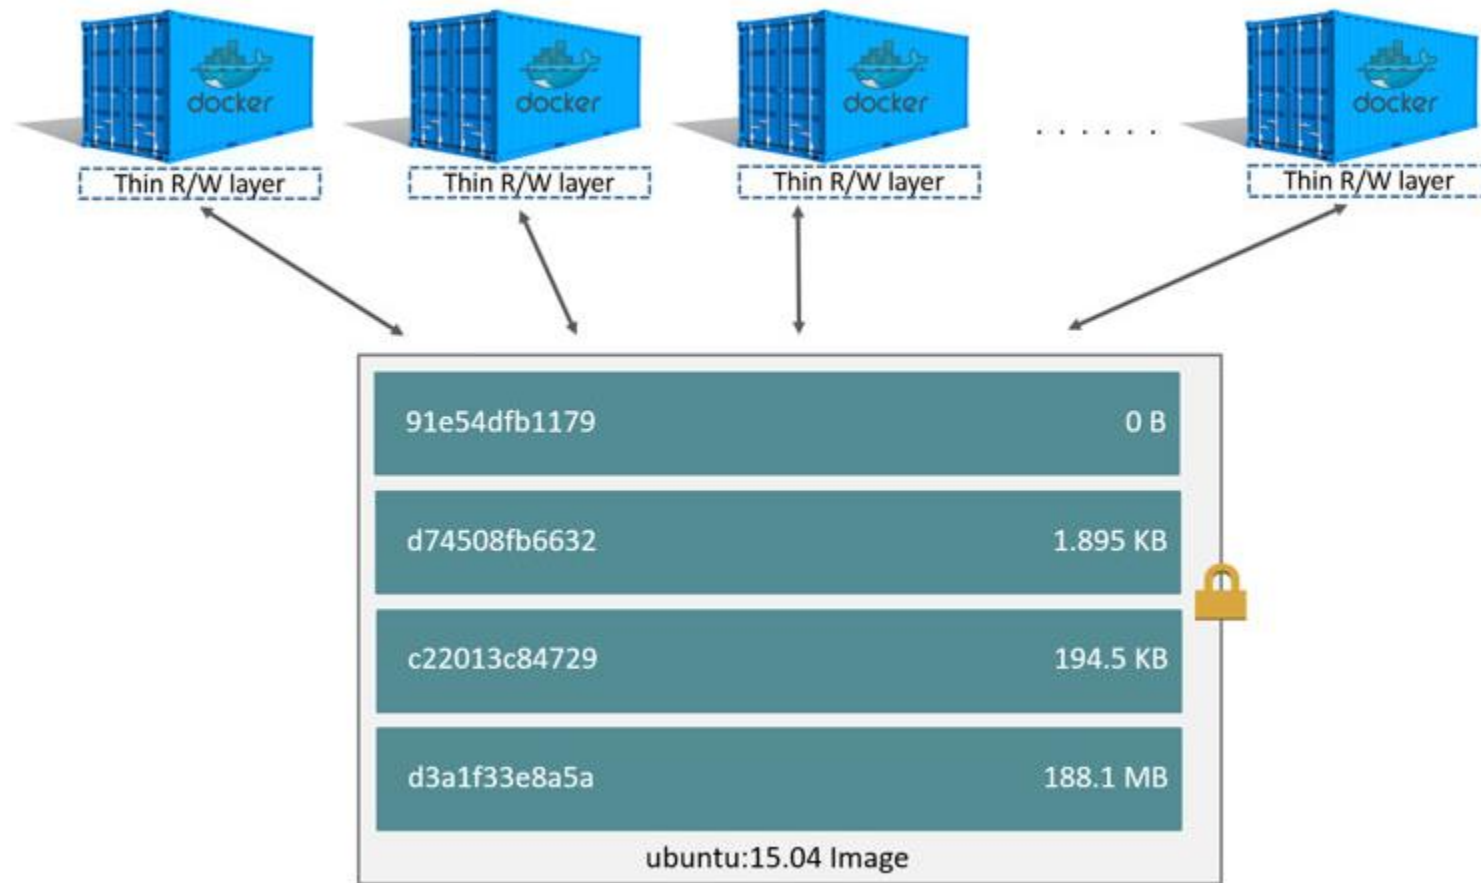 docker
docker
docker
docker
Thin R/W layer
Thin R/W layer
Thin R/W layer
......
Thin R/W layer
91e54dfb1179 0 B
d74508fb6632 1.895 KB
c22013c84729 194.5 KB
d3a1f33e8a5a 188.1 MB
ubuntu:15.04 Image